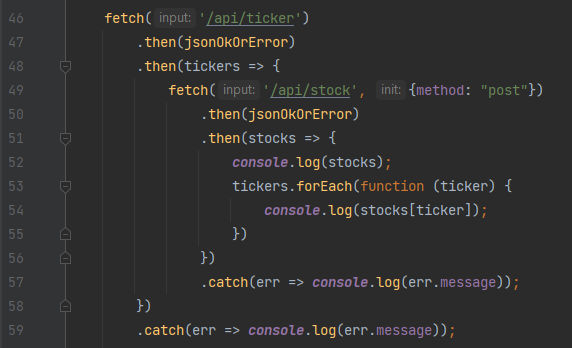 46 fetch( input: '/api/ticker')
47 .then(jsonOkOrError)
48 .then(tickers => {
49 fetch( input: '/api/stock', init: {method: "post"})
50 .then(jsonOkOrError)
51 .then(stocks => {
52 console.log(stocks);
53 tickers.forEach(function (ticker) {
54 console.log(stocks[ticker]);
55 })
56 })
57 .catch(err => console.log(err.message));
58 })
59 .catch(err => console.log(err.message));